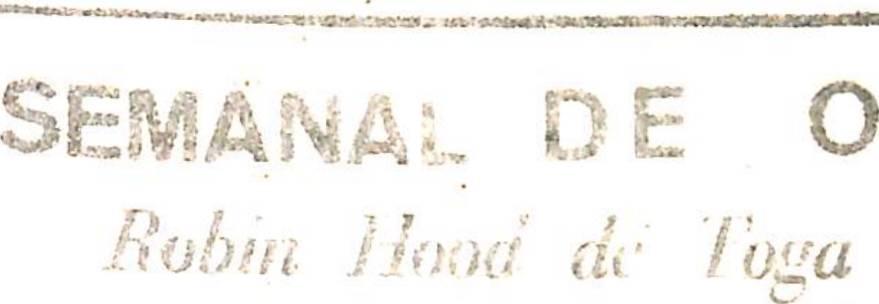 SEMANAL DE O
Robin Hood de Toga